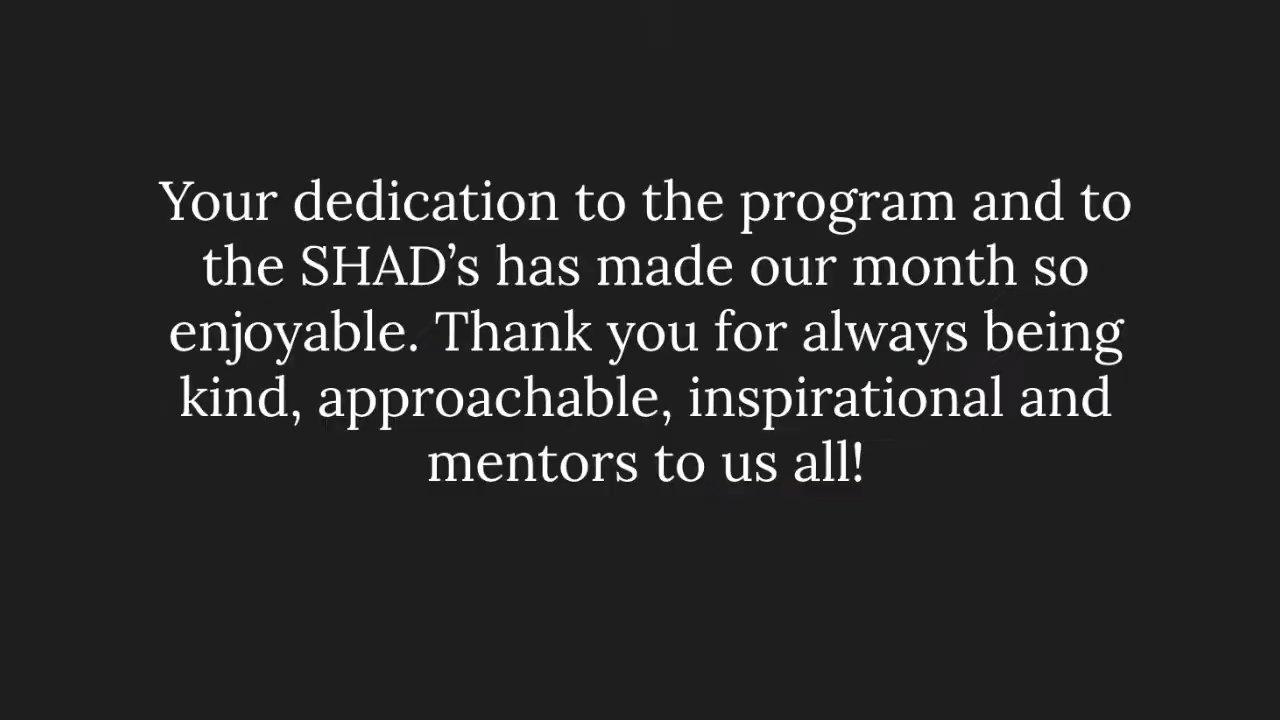 Your dedication to the program and to
the SHAD’s has made our month so
enjoyable. Thank you for always being
kind, approachable, inspirational and
mentors to us all!